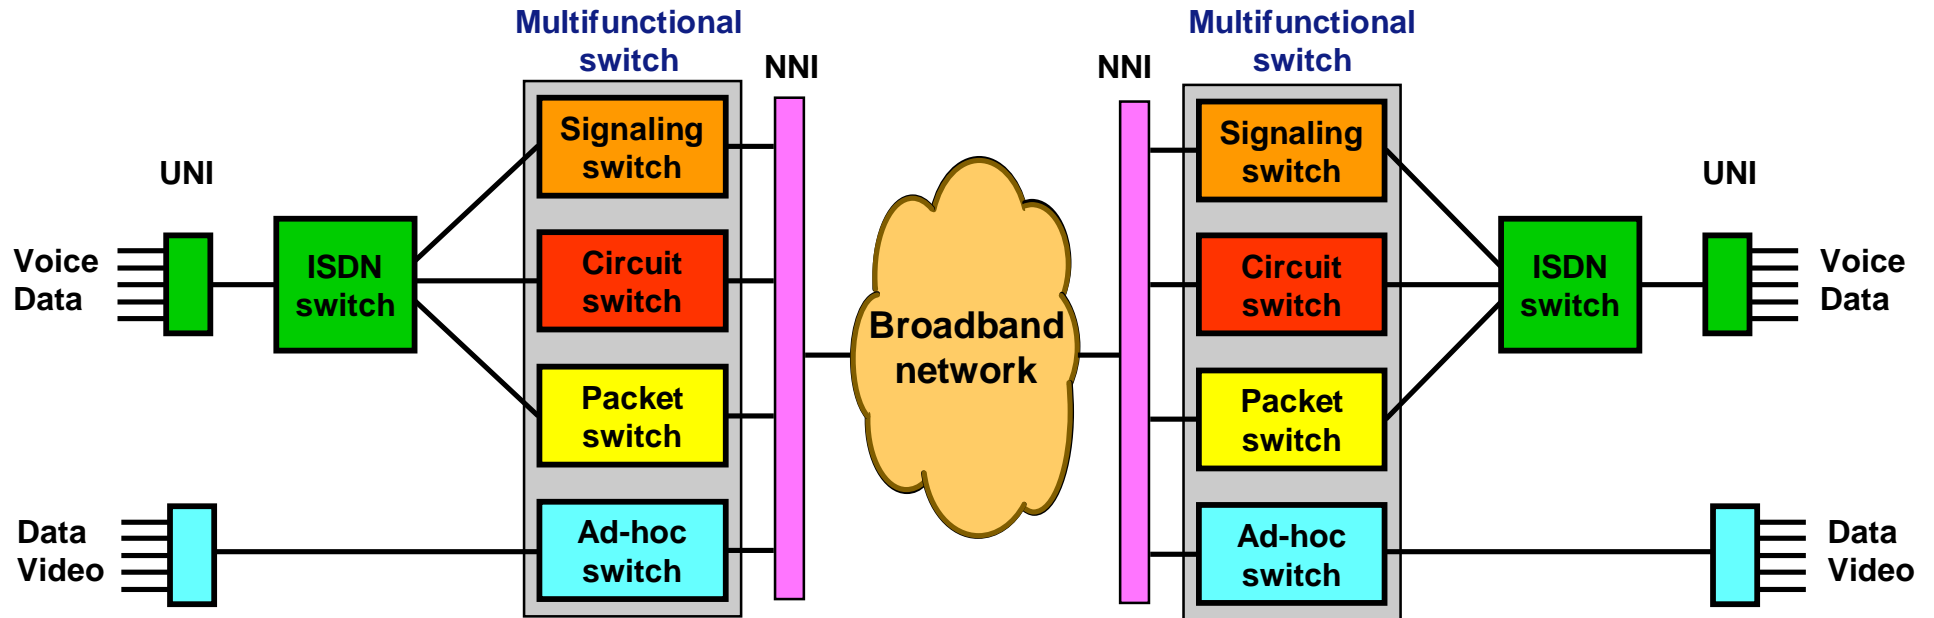 Multifunctional
switch
NNI
UNI
Voice
Data
ISDN
switch
Signaling
switch
Circuit
switch
Packet
switch
Ad-hoc
switch
Data
Video
Broadband
network
NNI
Multifunctional
switch
Signaling
switch
Circuit
switch
Packet
switch
Ad-hoc
switch
ISDN
switch
UNI
Voice
Data
Data
Video